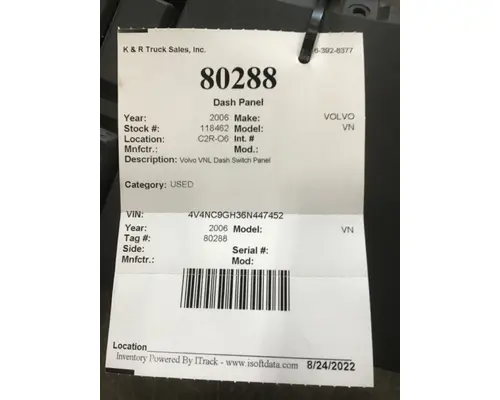 K & R Truck Sales, Inc. 6-392-8377
80288
Dash Panel
Year: 2006 Make: VOLVO
Stock #: 118462 Model: VN
Location: C2R-O6 Int. #
Mnfctr.: Mod.:
Description: Volvo VNL Dash Switch Panel
Category: USED
VIN: 4V4NC9GH36N447452
Year: 2006 Model: VN
Tag #: 80288
Side: Serial #:
Mnfctr.: Mod:
Location
Inventory Powered By ITrack - www.isoftdata.com 8/24/2022